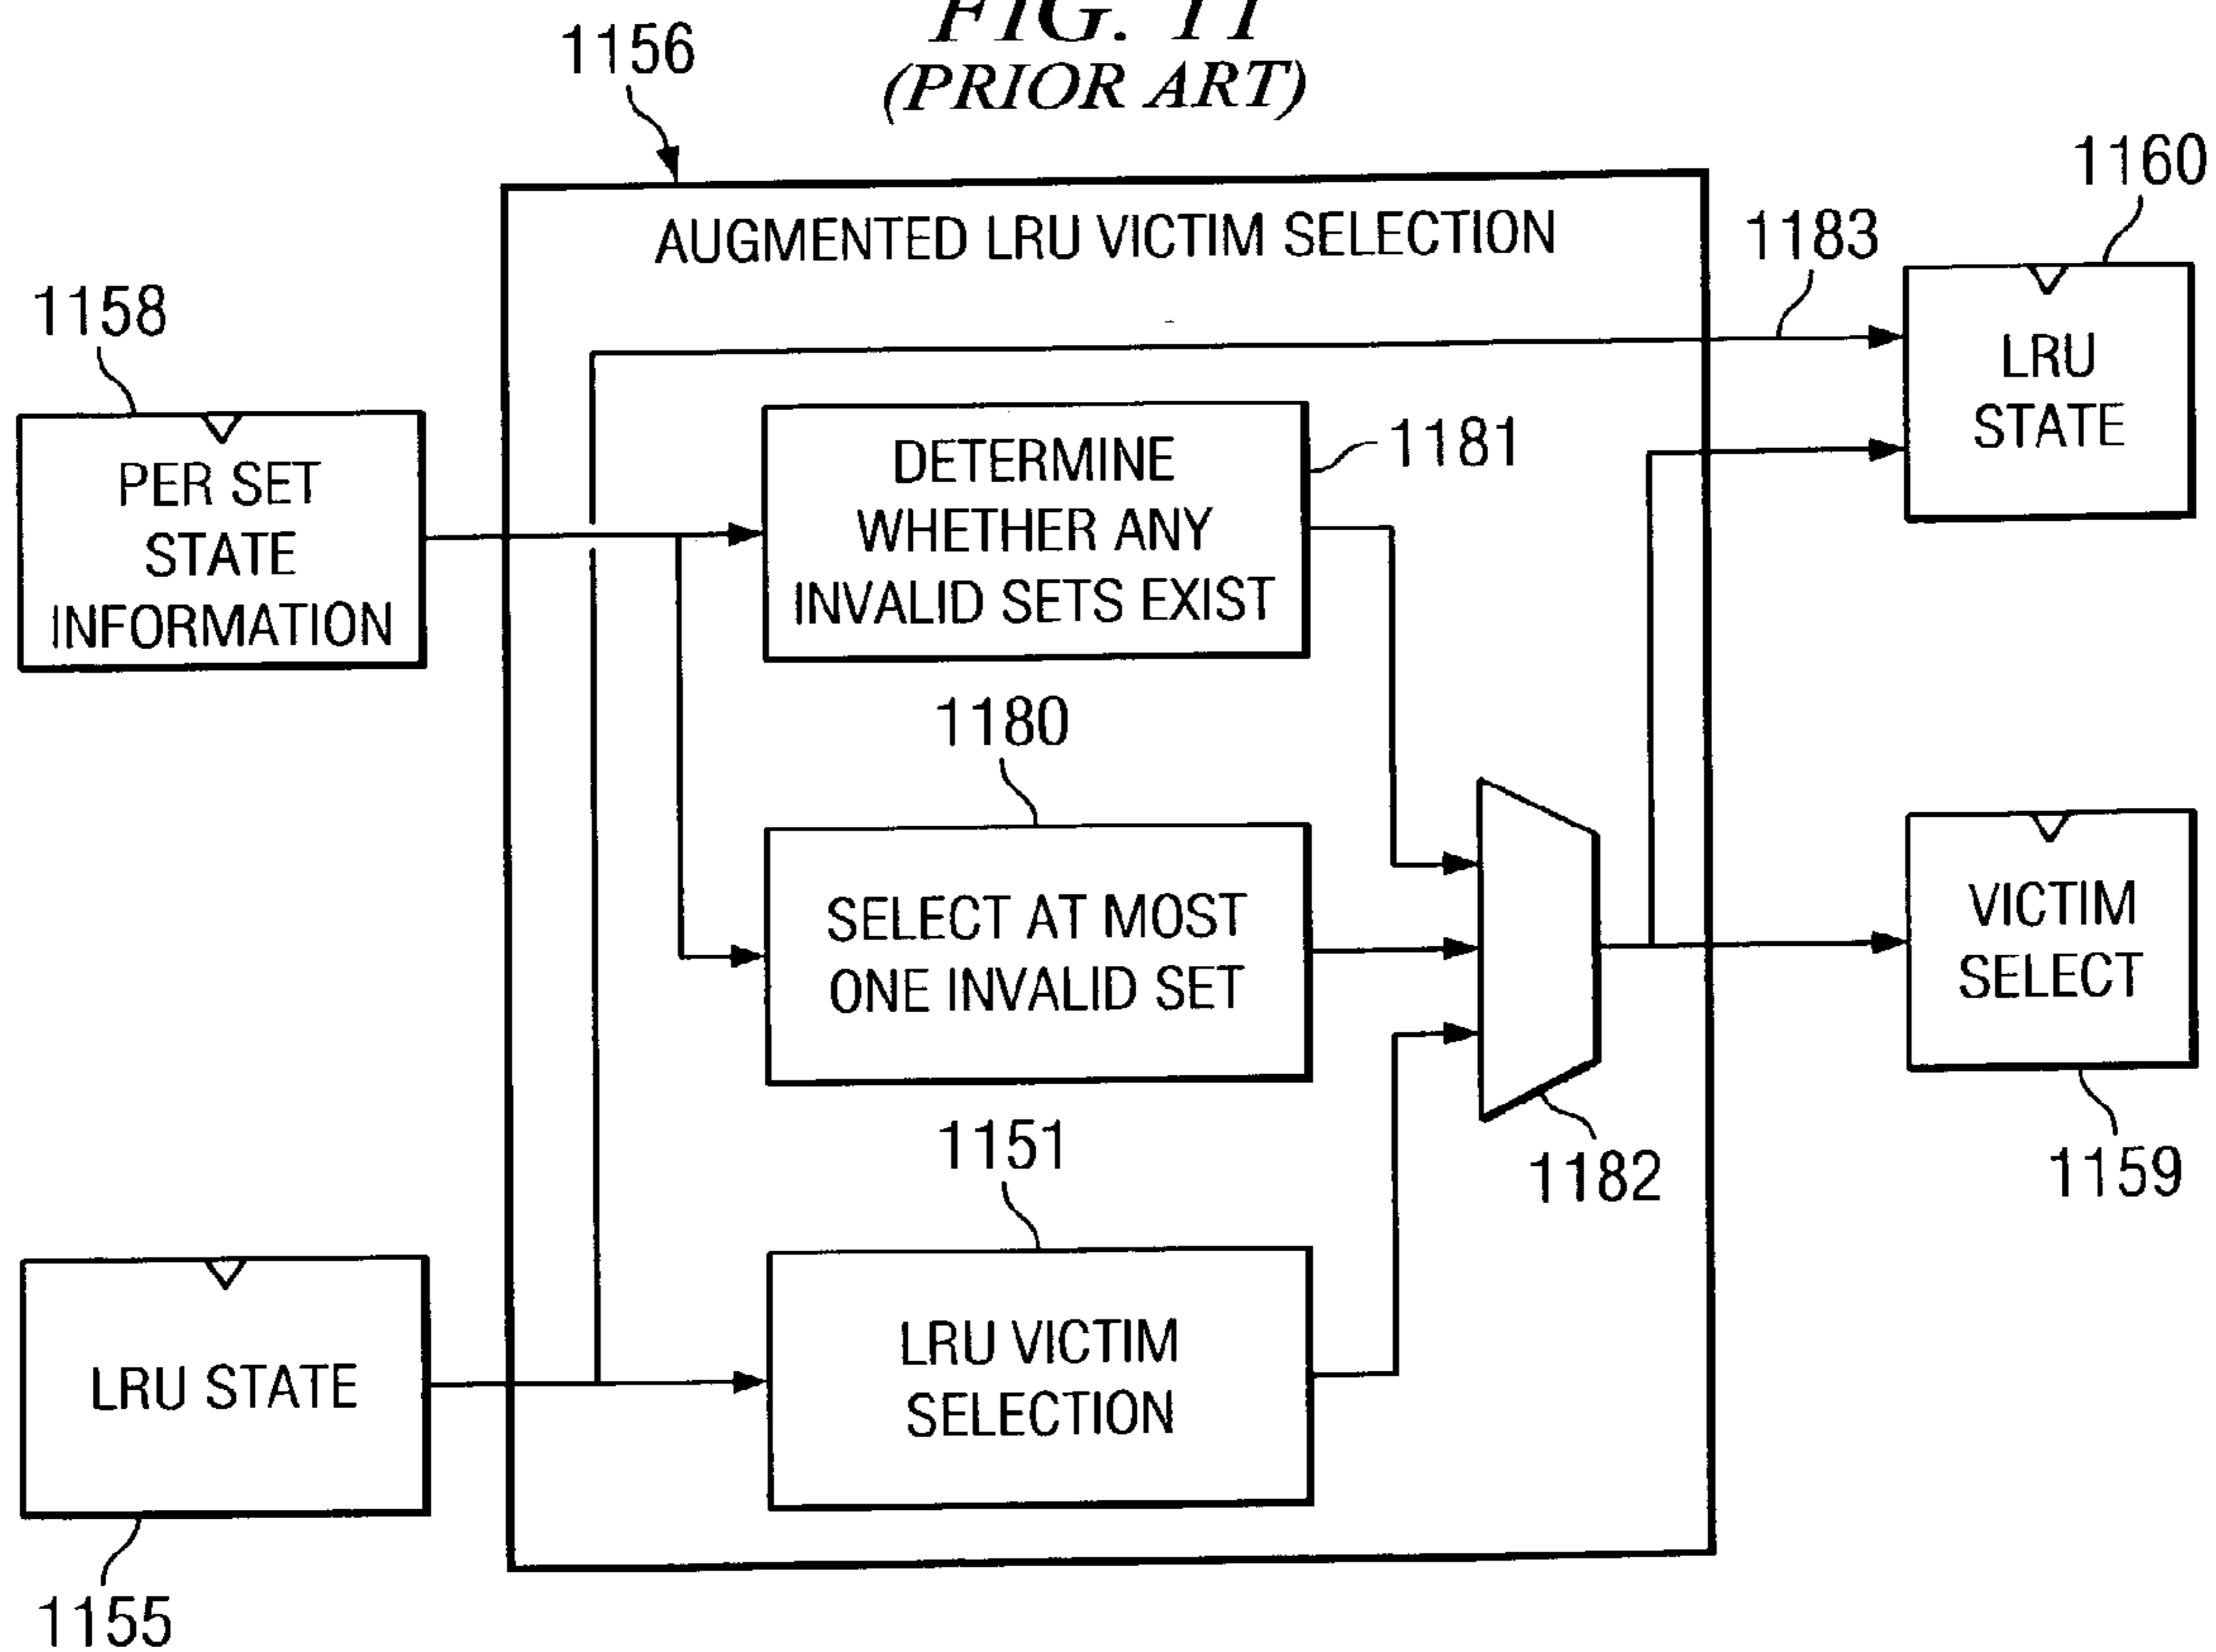 FIG. 11
(PRIOR ART)
1156
1160
AUGMENTED LRU VICTIM SELECTION
1183
1158
LRU
STATE
PER SET
STATE
INFORMATION
DETERMINE
WHETHER ANY
INVALID SETS EXIST
1181
1180
SELECT AT MOST
ONE INVALID SET
VICTIM
SELECT
1151
1182
1159
LRU STATE
LRU VICTIM
SELECTION
1155